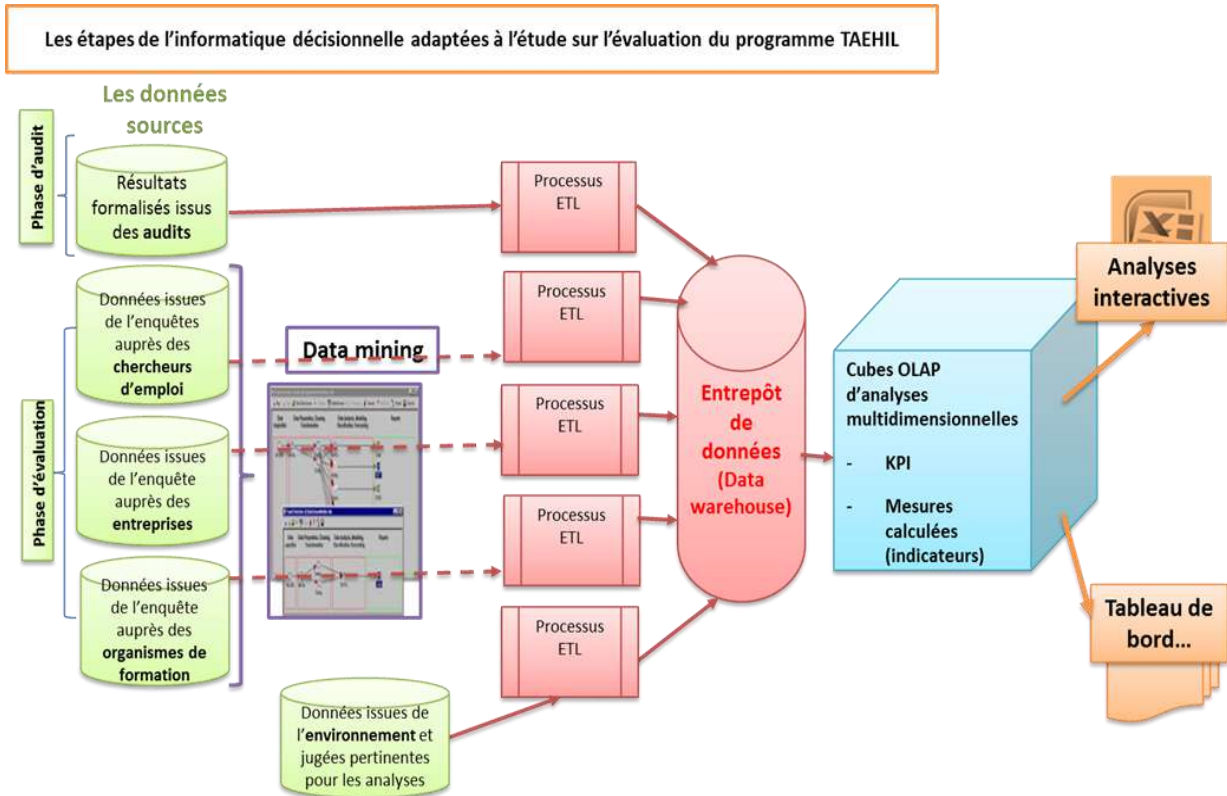 Les étapes de l'informatique décisionnelle adaptées à l'étude sur l'évaluation du programme TAEHIL
Les données
sources
Phase d'audit
Résultats
formalisés issus
des audits
Processus
ETL
Phase d'évaluation
Données issues
de l'enquêtes
auprès des
chercheurs
d'emploi
Data mining
Processus
ETL
Données issues
de l'enquête
auprès des
entreprises
Processus
ETL
Données issues
de l'enquête
auprès des
organismes de
formation
Processus
ETL
Données issues de
l'environnement et
jugées pertinentes
pour les analyses
Processus
ETL
Entrepôt
de
données
(Data
warehouse)
Cubes OLAP
d'analyses
multidimensionnelles
- KPI
- Mesures
calculées
(indicateurs)
Analyses
interactives
Tableau de
bord...